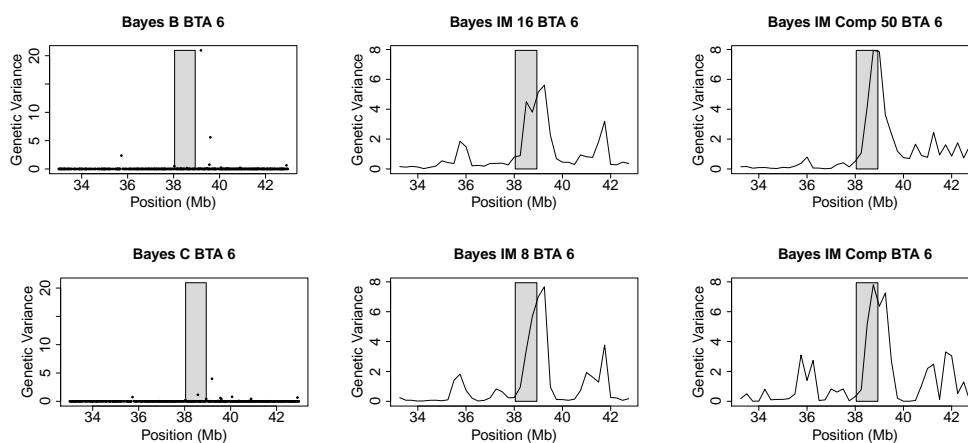 Bayes B BTA 6
Genetic Variance
0 5 10 20
34 36 38 40 42
Position (Mb)
Bayes IM 16 BTA 6
Genetic Variance
0 2 4 6 8
34 36 38 40 42
Position (Mb)
Bayes IM Comp 50 BTA 6
Genetic Variance
0 2 4 6 8
34 36 38 40 42
Position (Mb)
Bayes C BTA 6
Genetic Variance
0 5 10 20
34 36 38 40 42
Position (Mb)
Bayes IM 8 BTA 6
Genetic Variance
0 2 4 6 8
34 36 38 40 42
Position (Mb)
Bayes IM Comp BTA 6
Genetic Variance
0 2 4 6 8
34 36 38 40 42
Position (Mb)